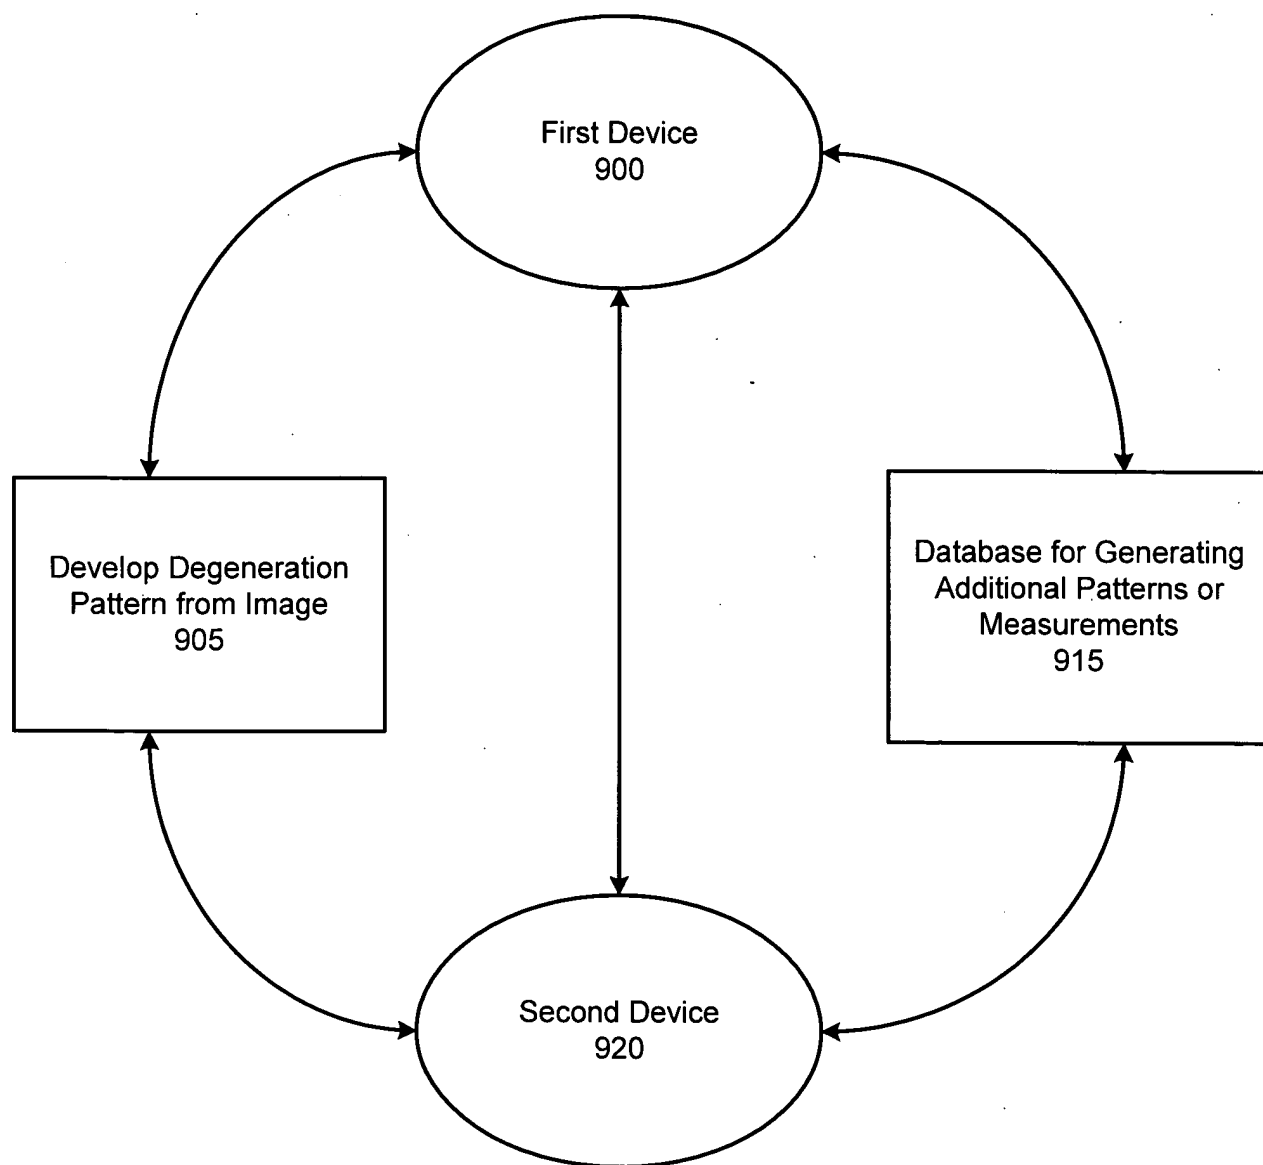 First Device
900
Develop Degeneration
Pattern from Image
905
Database for Generating
Additional Patterns or
Measurements
915
Second Device
920